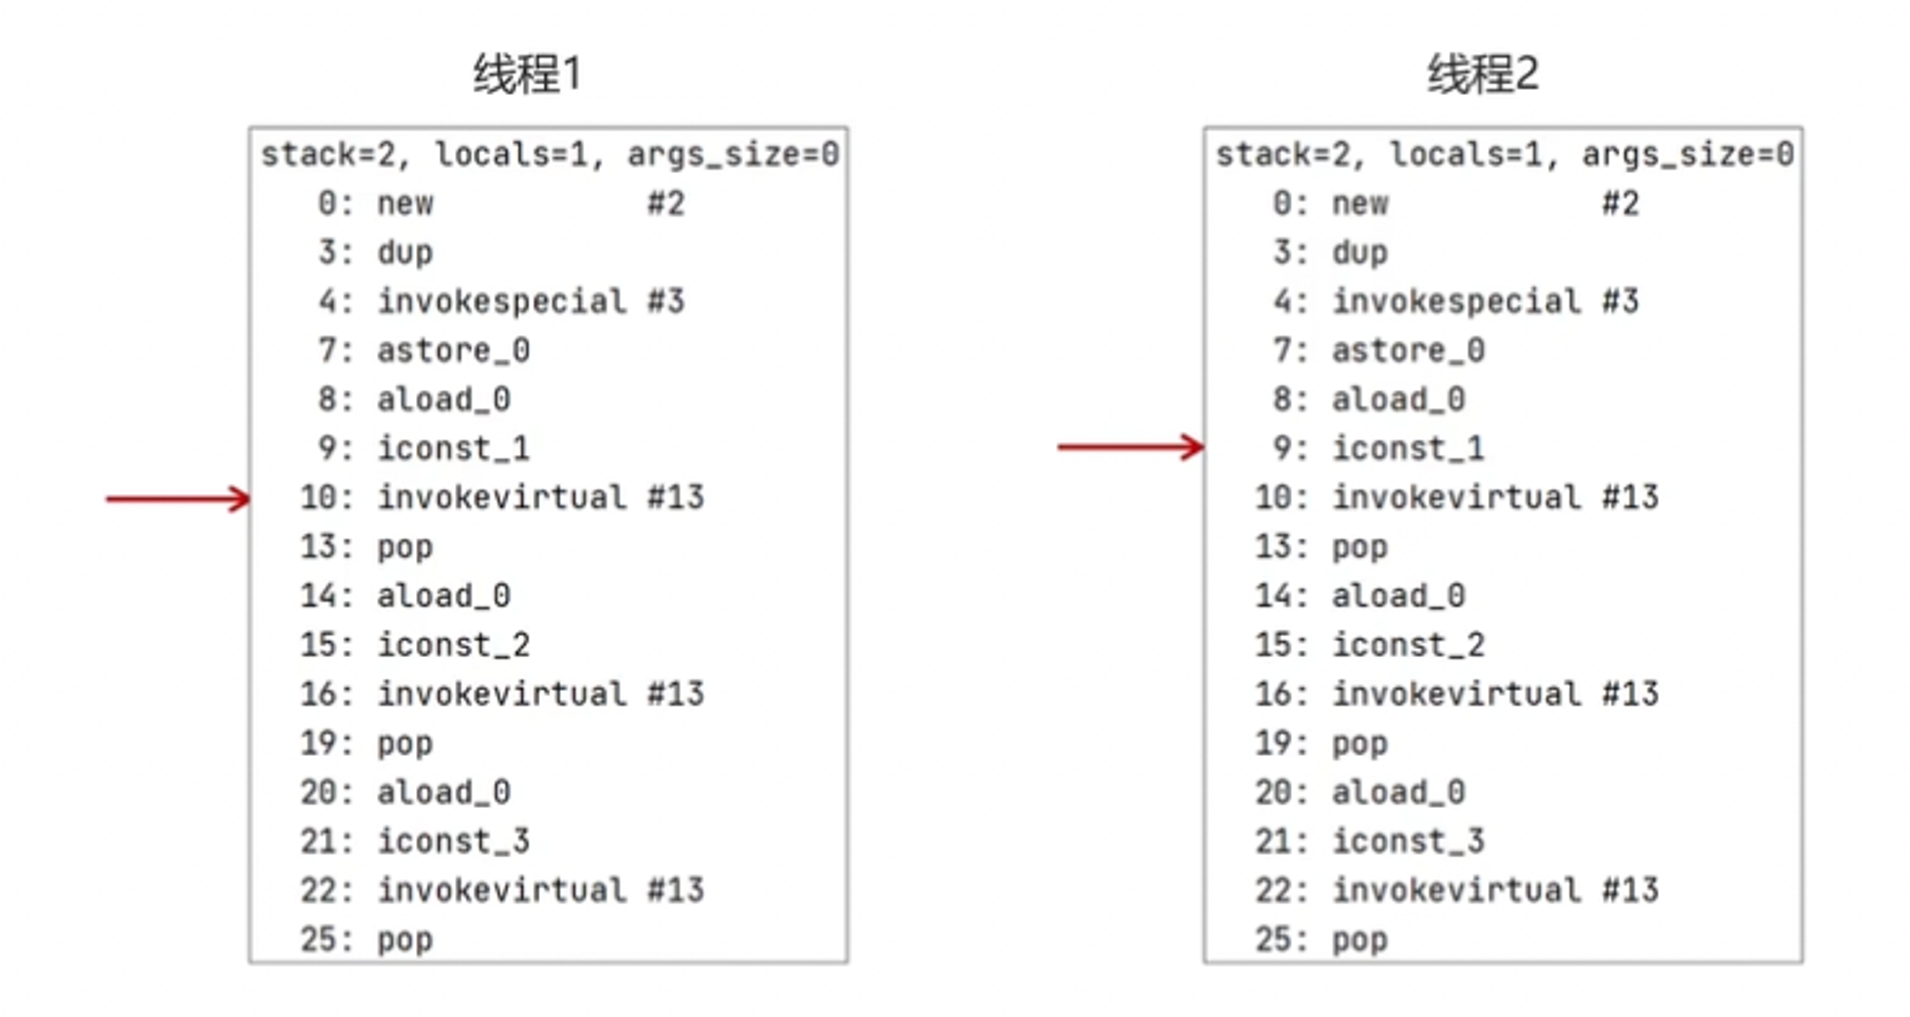 线程1
stack=2, locals=1, args_size=0
0: new #2
3: dup
4: invokespecial #3
7: astore_0
8: aload_0
9: iconst_1
10: invokevirtual #13
13: pop
14: aload_0
15: iconst_2
16: invokevirtual #13
19: pop
20: aload_0
21: iconst_3
22: invokevirtual #13
25: pop
线程2
stack=2, locals=1, args_size=0
0: new #2
3: dup
4: invokespecial #3
7: astore_0
8: aload_0
9: iconst_1
10: invokevirtual #13
13: pop
14: aload_0
15: iconst_2
16: invokevirtual #13
19: pop
20: aload_0
21: iconst_3
22: invokevirtual #13
25: pop